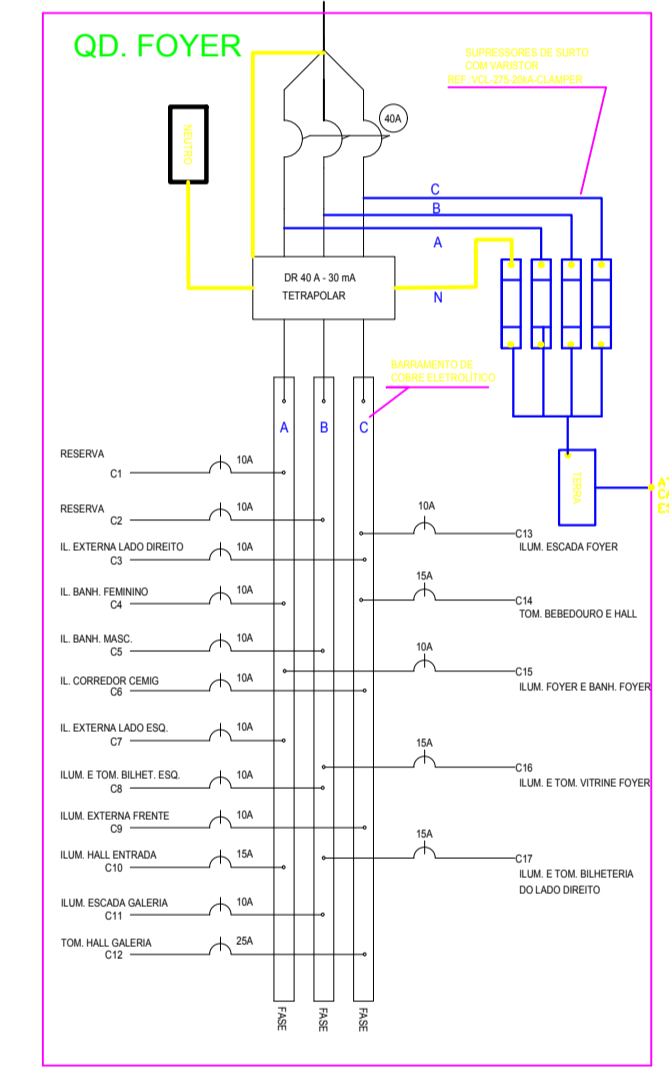 QD. FOYER
SUPRESSORES DE SURTO
COM VARISTOR
REF.:VCL-275-20kA-CLAMPER
40A
NEUTRO
C
B
A
N
DR 40 A - 30 mA
TETRAPOLAR
BARRAMENTO DE
COBRE ELETROLÍTICO
A B C
TERRA
RESERVA
C1
10A
RESERVA
C2
10A
IL. EXTERNA LADO DIREITO
C3
10A
IL. BANH. FEMININO
C4
10A
IL. BANH. MASC.
C5
10A
IL. CORREDOR CEMIG
C6
10A
IL. EXTERNA LADO ESQ.
C7
10A
ILUM. E TOM. BILHET. ESQ.
C8
10A
ILUM. EXTERNA FRENTE
C9
10A
ILUM. HALL ENTRADA
C10
15A
ILUM. ESCADA GALERIA
C11
10A
TOM. HALL GALERIA
C12
25A
10A
C13
ILUM. ESCADA FOYER
15A
C14
TOM. BEBEDOURO E HALL
10A
C15
ILUM. FOYER E BANH. FOYER
15A
C16
ILUM. E TOM. VITRINE FOYER
15A
C17
ILUM. E TOM. BILHETERIA
DO LADO DIREITO
FASE
FASE
FASE